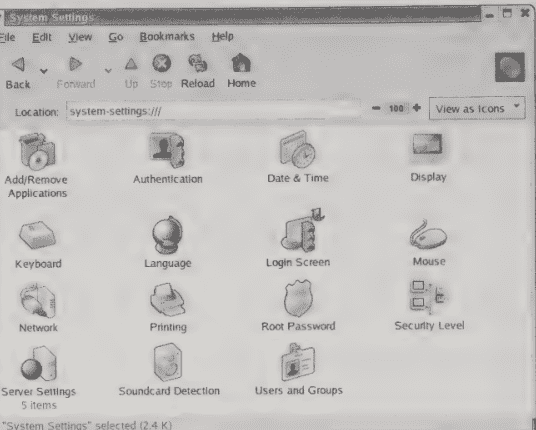 System Settings
File Edit View Go Bookmarks Help
Back Forward Up Stop Reload Home
Location: system-settings:/// 100 View as Icons
Add/Remove Applications
Authentication
Date & Time
Display
Keyboard
Language
Login Screen
Mouse
Network
Printing
Root Password
Security Level
Server Settings
5 items
Soundcard Detection
Users and Groups
"System Settings" selected (2.4 K)